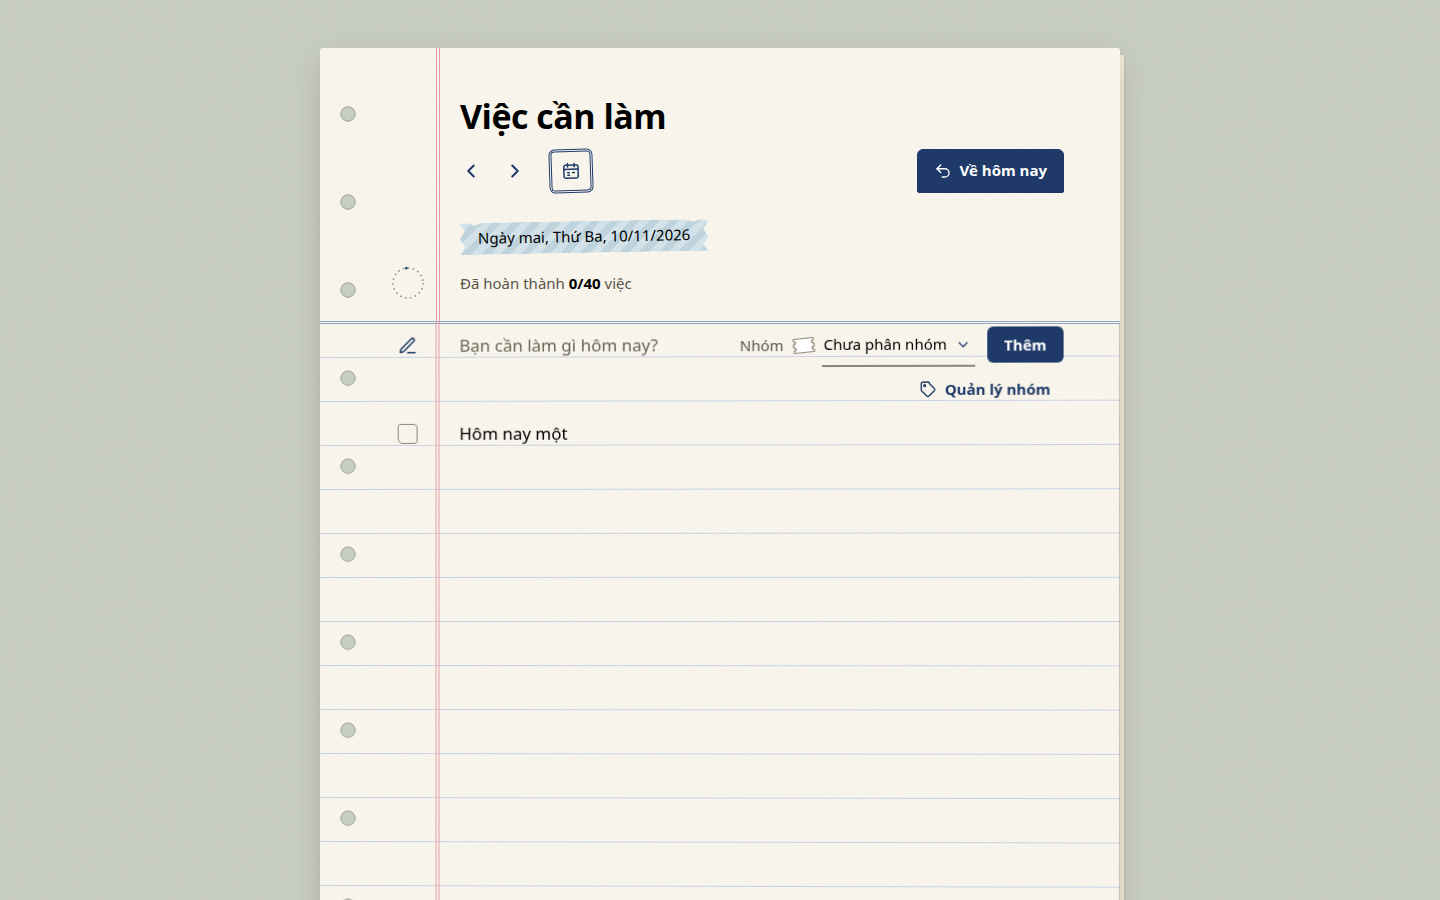 Việc cần làm
Về hôm nay
Ngày mai, Thứ Ba, 10/11/2026
Đã hoàn thành 0/40 việc
Bạn cần làm gì hôm nay? Nhóm Chưa phân nhóm Thêm
Quản lý nhóm
Hôm nay một